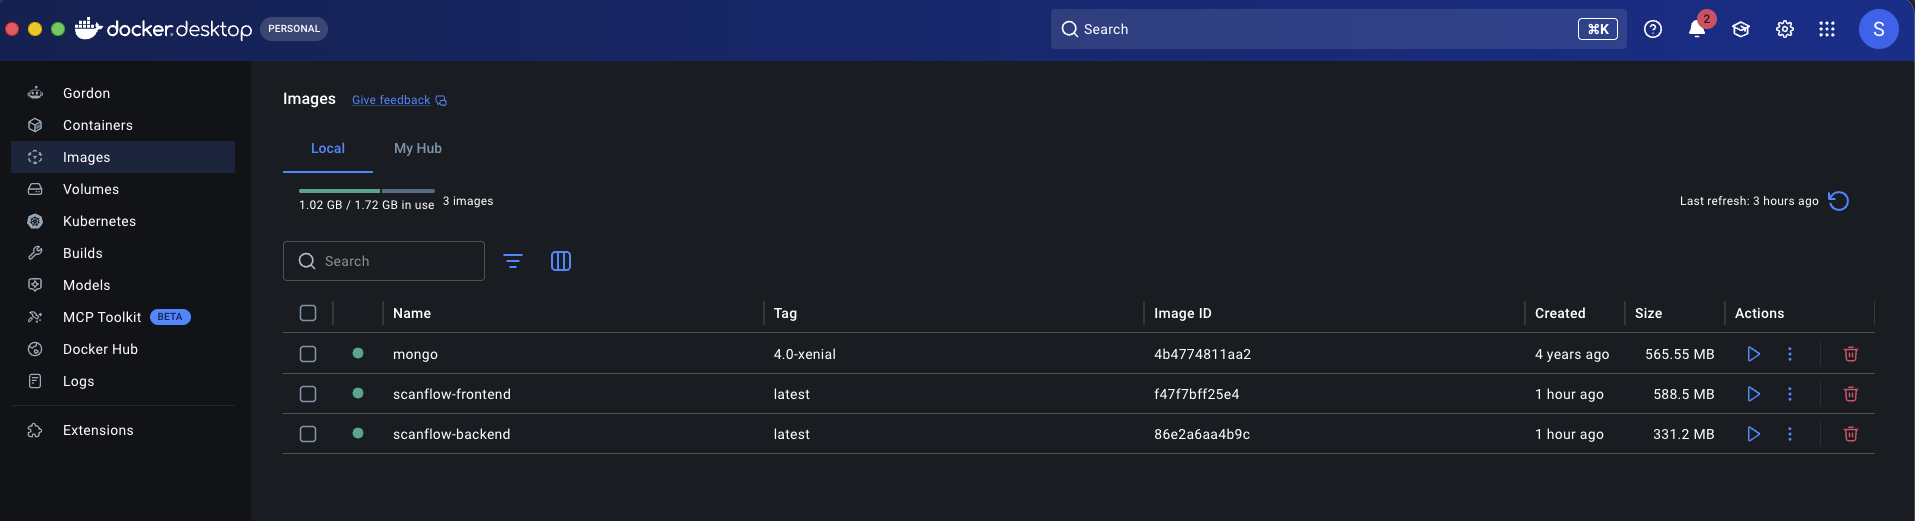 docker.desktop PERSONAL Search ⌘K 2 S
Gordon
Containers
Images
Volumes
Kubernetes
Builds
Models
MCP Toolkit BETA
Docker Hub
Logs
Extensions
Images Give feedback
Local My Hub
1.02 GB / 1.72 GB in use 3 images Last refresh: 3 hours ago
Search
Name Tag Image ID Created Size Actions
mongo 4.0-xenial 4b4774811aa2 4 years ago 565.55 MB
scanflow-frontend latest f47f7bff25e4 1 hour ago 588.5 MB
scanflow-backend latest 86e2a6aa4b9c 1 hour ago 331.2 MB